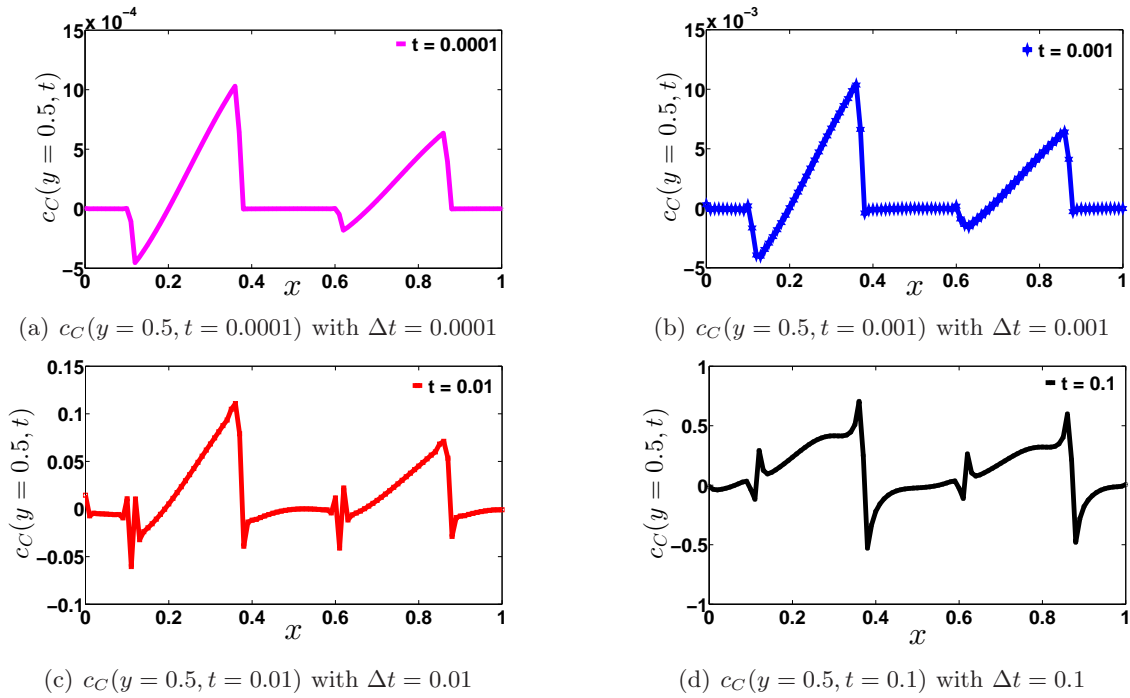 x 10⁻⁴
15
10
5
0
−5
0 0.2 0.4 0.6 0.8 1
t = 0.0001
c_C(y = 0.5, t)
x
(a) c_C(y = 0.5, t = 0.0001) with Δt = 0.0001
x 10⁻³
15
10
5
0
−5
0 0.2 0.4 0.6 0.8 1
t = 0.001
c_C(y = 0.5, t)
x
(b) c_C(y = 0.5, t = 0.001) with Δt = 0.001
0.15
0.1
0.05
0
−0.05
−0.1
0 0.2 0.4 0.6 0.8 1
t = 0.01
c_C(y = 0.5, t)
x
(c) c_C(y = 0.5, t = 0.01) with Δt = 0.01
1
0.5
0
−0.5
−1
0 0.2 0.4 0.6 0.8 1
t = 0.1
c_C(y = 0.5, t)
x
(d) c_C(y = 0.5, t = 0.1) with Δt = 0.1